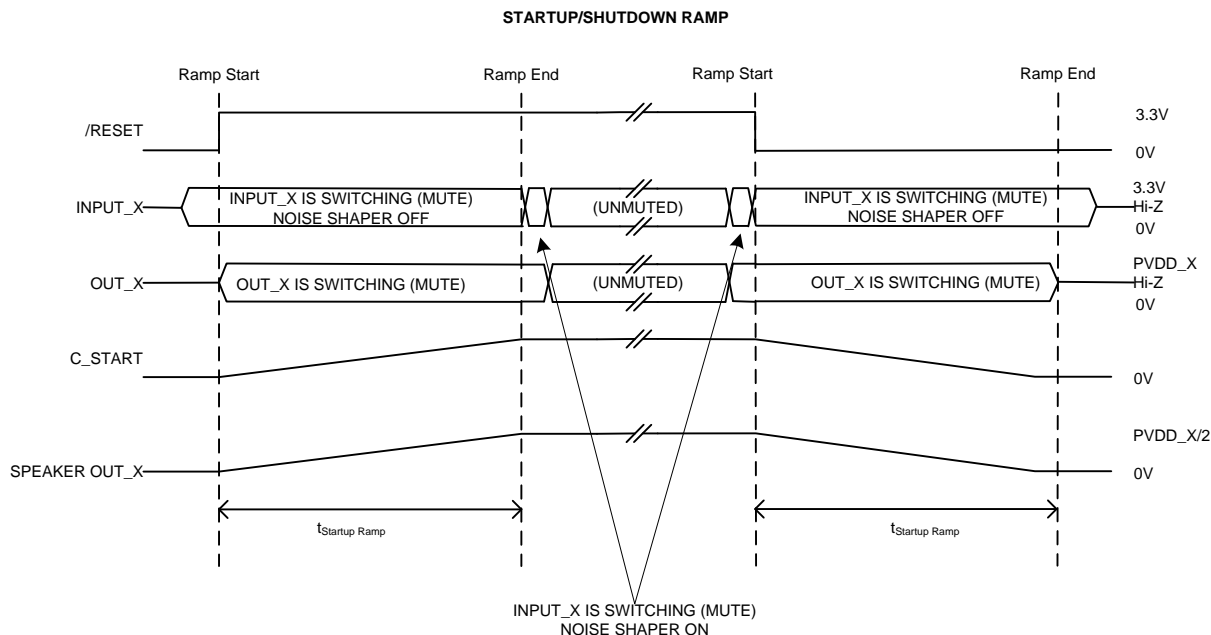 STARTUP/SHUTDOWN RAMP
Ramp Start
Ramp End
Ramp Start
Ramp End
/RESET
3.3V
0V
INPUT_X
INPUT_X IS SWITCHING (MUTE)
NOISE SHAPER OFF
(UNMUTED)
INPUT_X IS SWITCHING (MUTE)
NOISE SHAPER OFF
3.3V
Hi-Z
0V
OUT_X
OUT_X IS SWITCHING (MUTE)
(UNMUTED)
OUT_X IS SWITCHING (MUTE)
PVDD_X
Hi-Z
0V
C_START
0V
SPEAKER OUT_X
PVDD_X/2
0V
tStartup Ramp
tStartup Ramp
INPUT_X IS SWITCHING (MUTE)
NOISE SHAPER ON